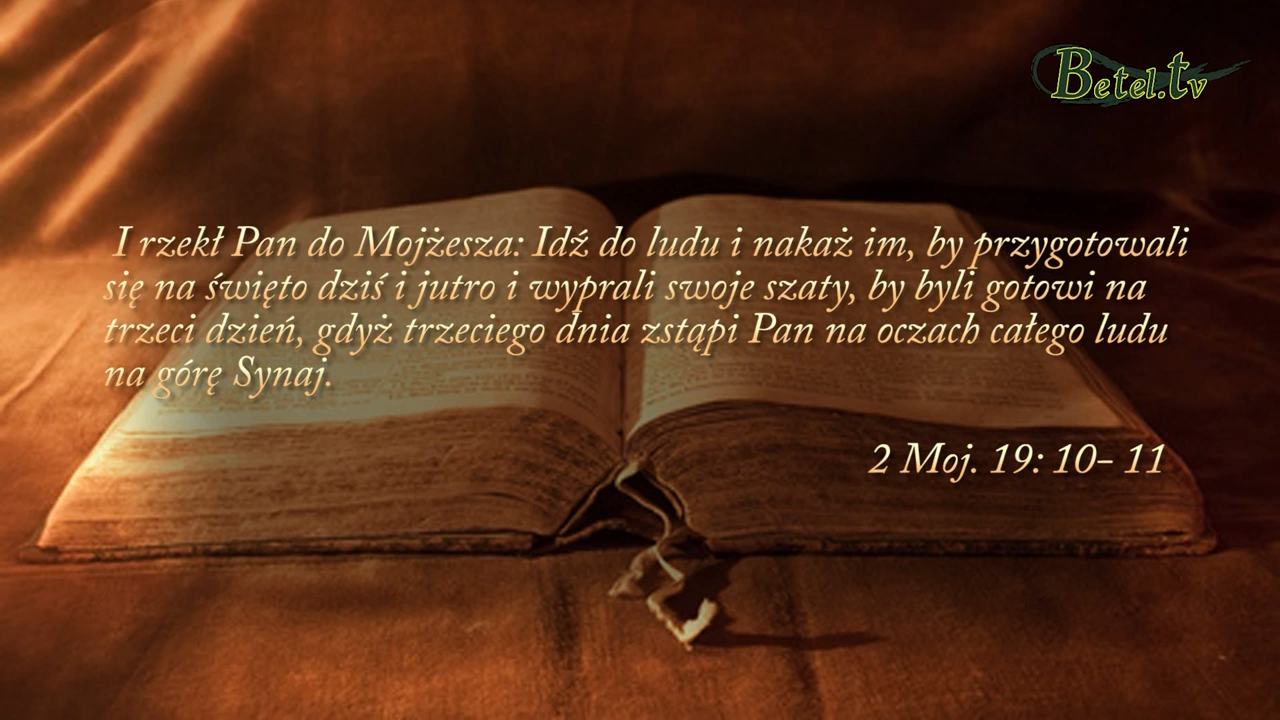 Betel.tv
I rzekł Pan do Mojżesza: Idź do ludu i nakaż im, by przygotowali
się na święto dziś i jutro i wyprali swoje szaty, by byli gotowi na
trzeci dzień, gdyż trzeciego dnia zstąpi Pan na oczach całego ludu
na górę Synaj.
2 Moj. 19: 10- 11